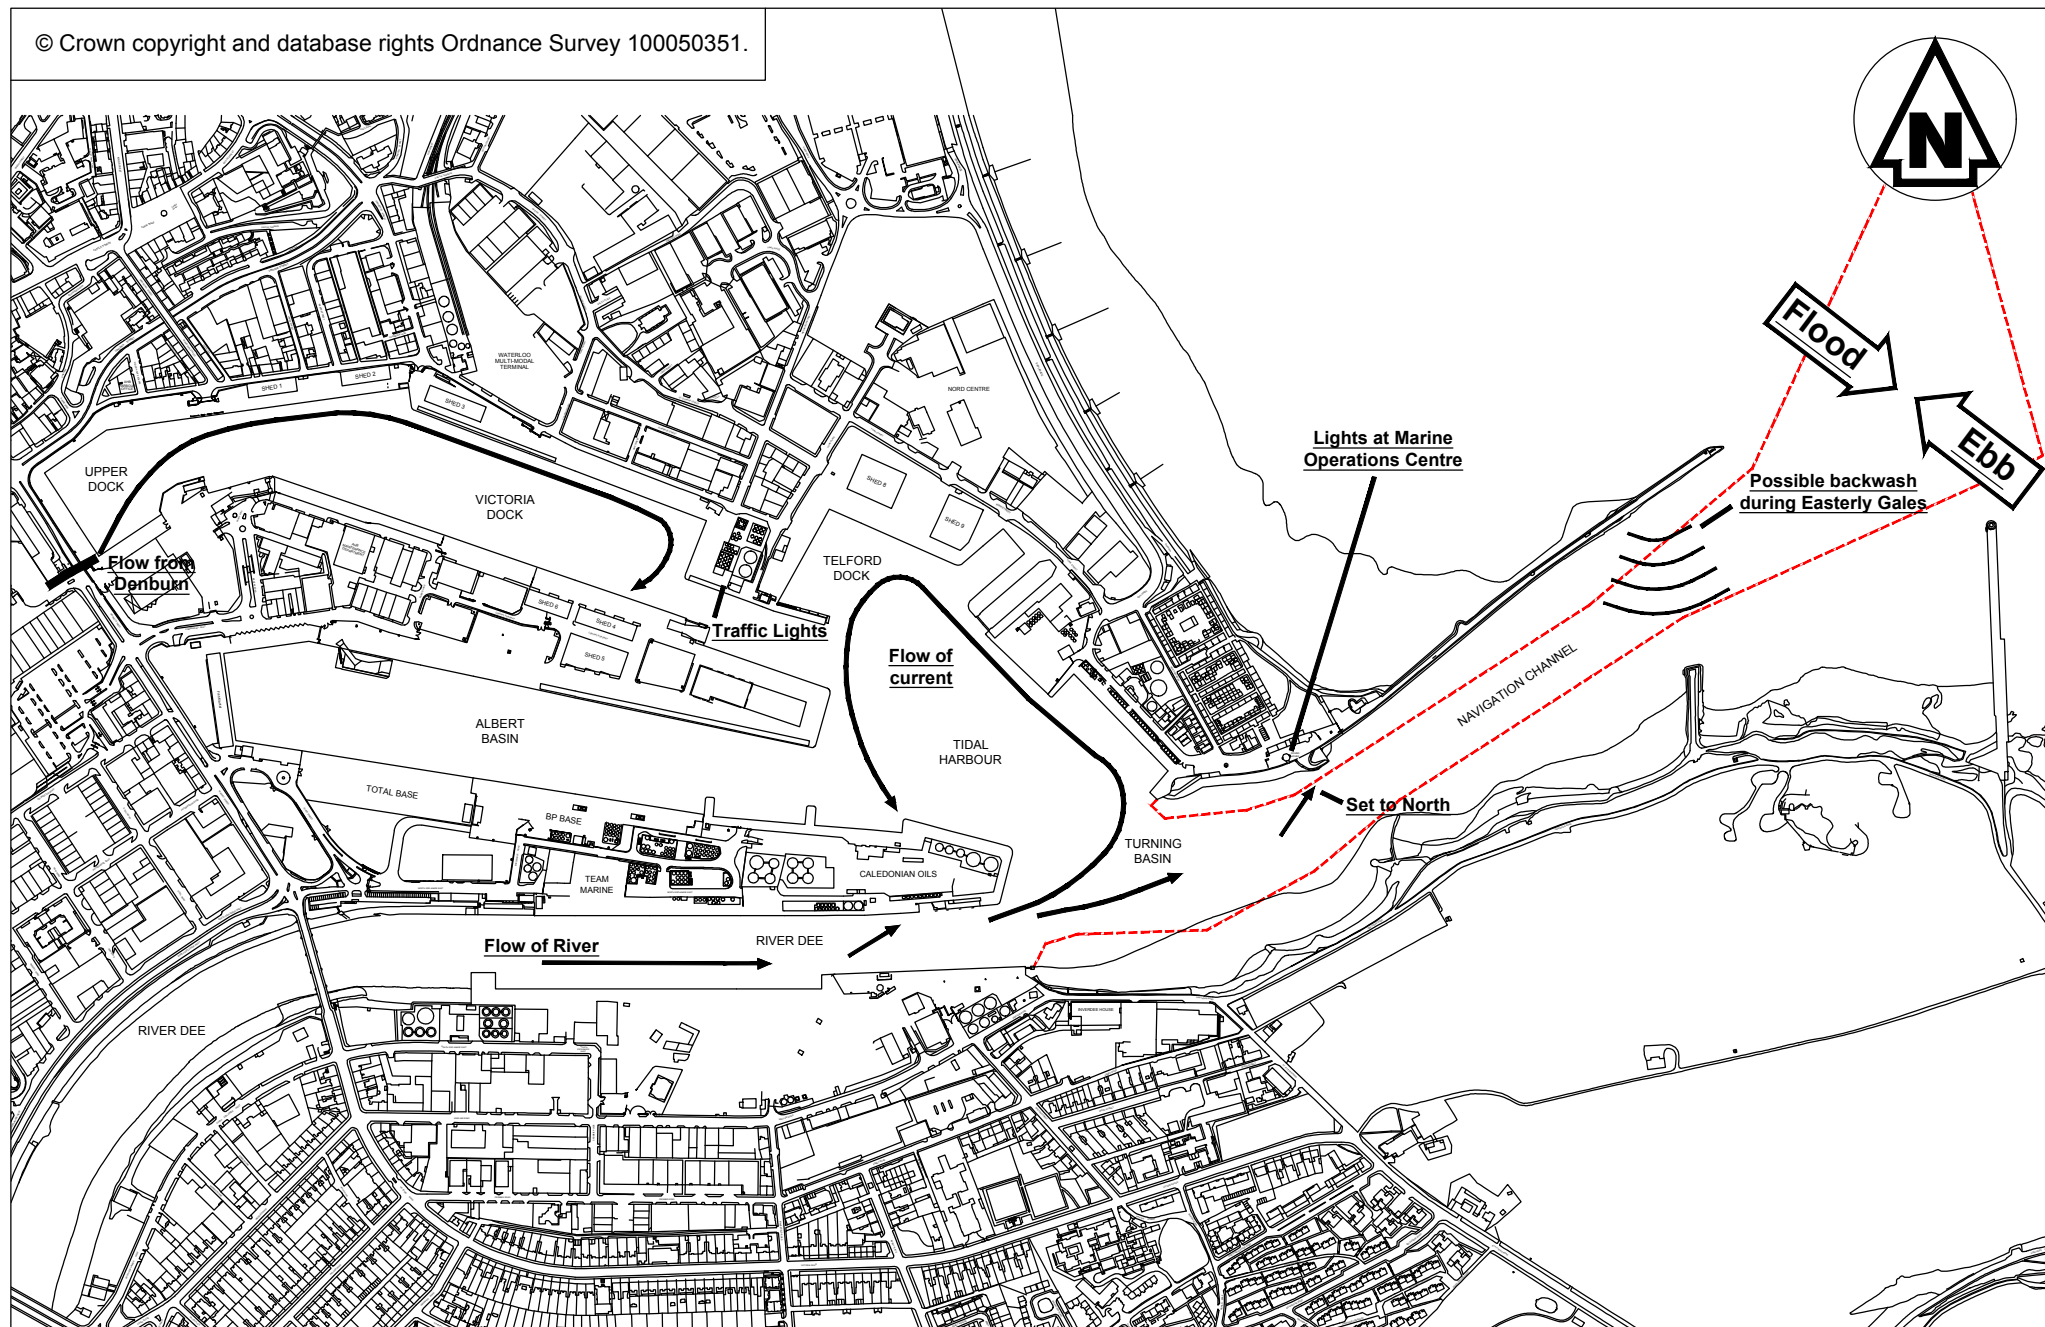 © Crown copyright and database rights Ordnance Survey 100050351.
N
Flood
Ebb
WATERLOO
MULTI-MODAL
TERMINAL
SHED 1
SHED 2
SHED 3
NORD CENTRE
Lights at Marine
Operations Centre
Possible backwash
during Easterly Gales
UPPER
DOCK
VICTORIA
DOCK
SHED 8
SHED 9
TELFORD
DOCK
Flow from
Denburn
SHED 6
SHED 4
SHED 5
Traffic Lights
Flow of
current
NAVIGATION CHANNEL
ALBERT
BASIN
TIDAL
HARBOUR
TOTAL BASE
BP BASE
Set to North
TURNING
BASIN
TEAM
MARINE
CALEDONIAN OILS
Flow of River
RIVER DEE
RIVER DEE
INVERDEE HOUSE